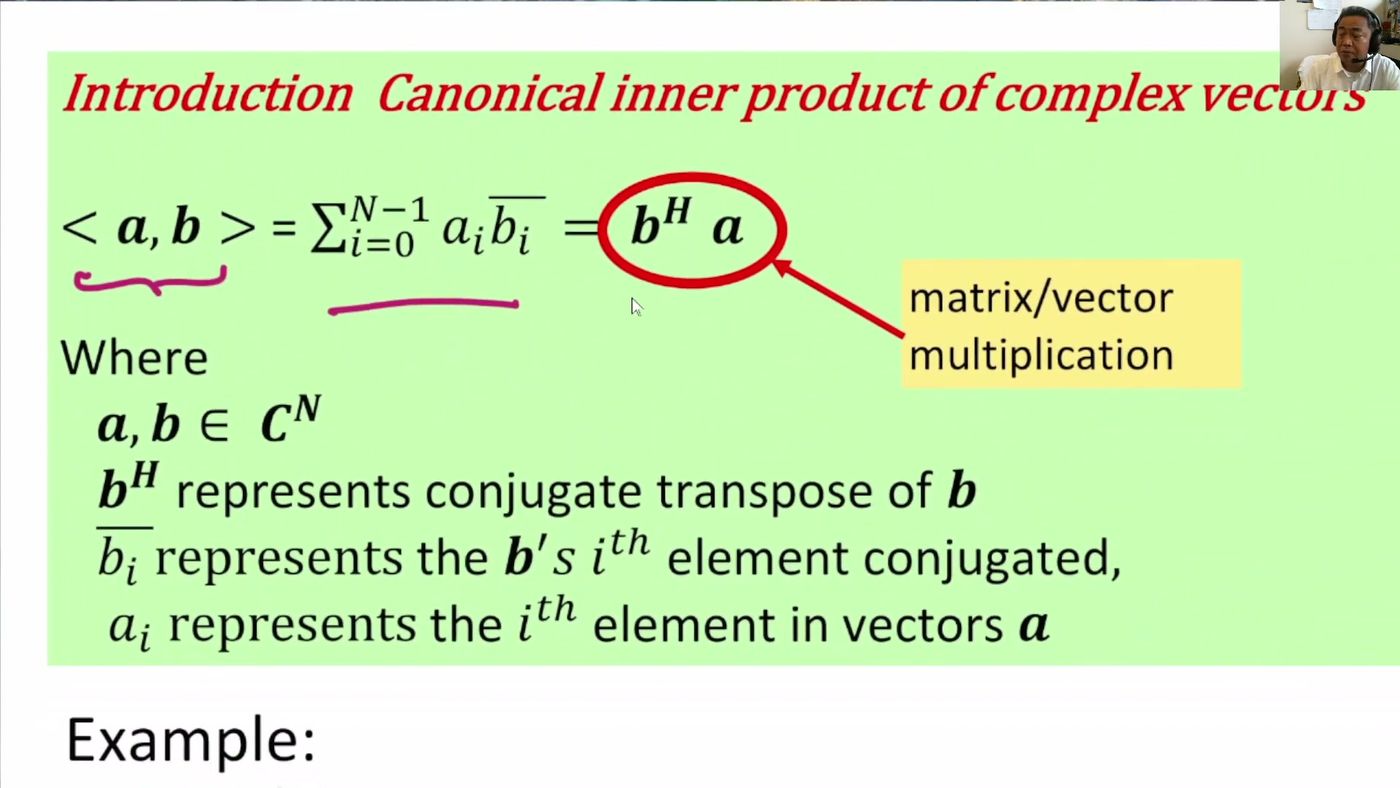 Introduction Canonical inner product of complex vectors
< a, b > = ∑_{i=0}^{N−1} a_i \overline{b_i} = b^H a
matrix/vector
multiplication
Where
a, b ∈ C^N
b^H represents conjugate transpose of b
\overline{b_i} represents the b's i^{th} element conjugated,
a_i represents the i^{th} element in vectors a
Example: